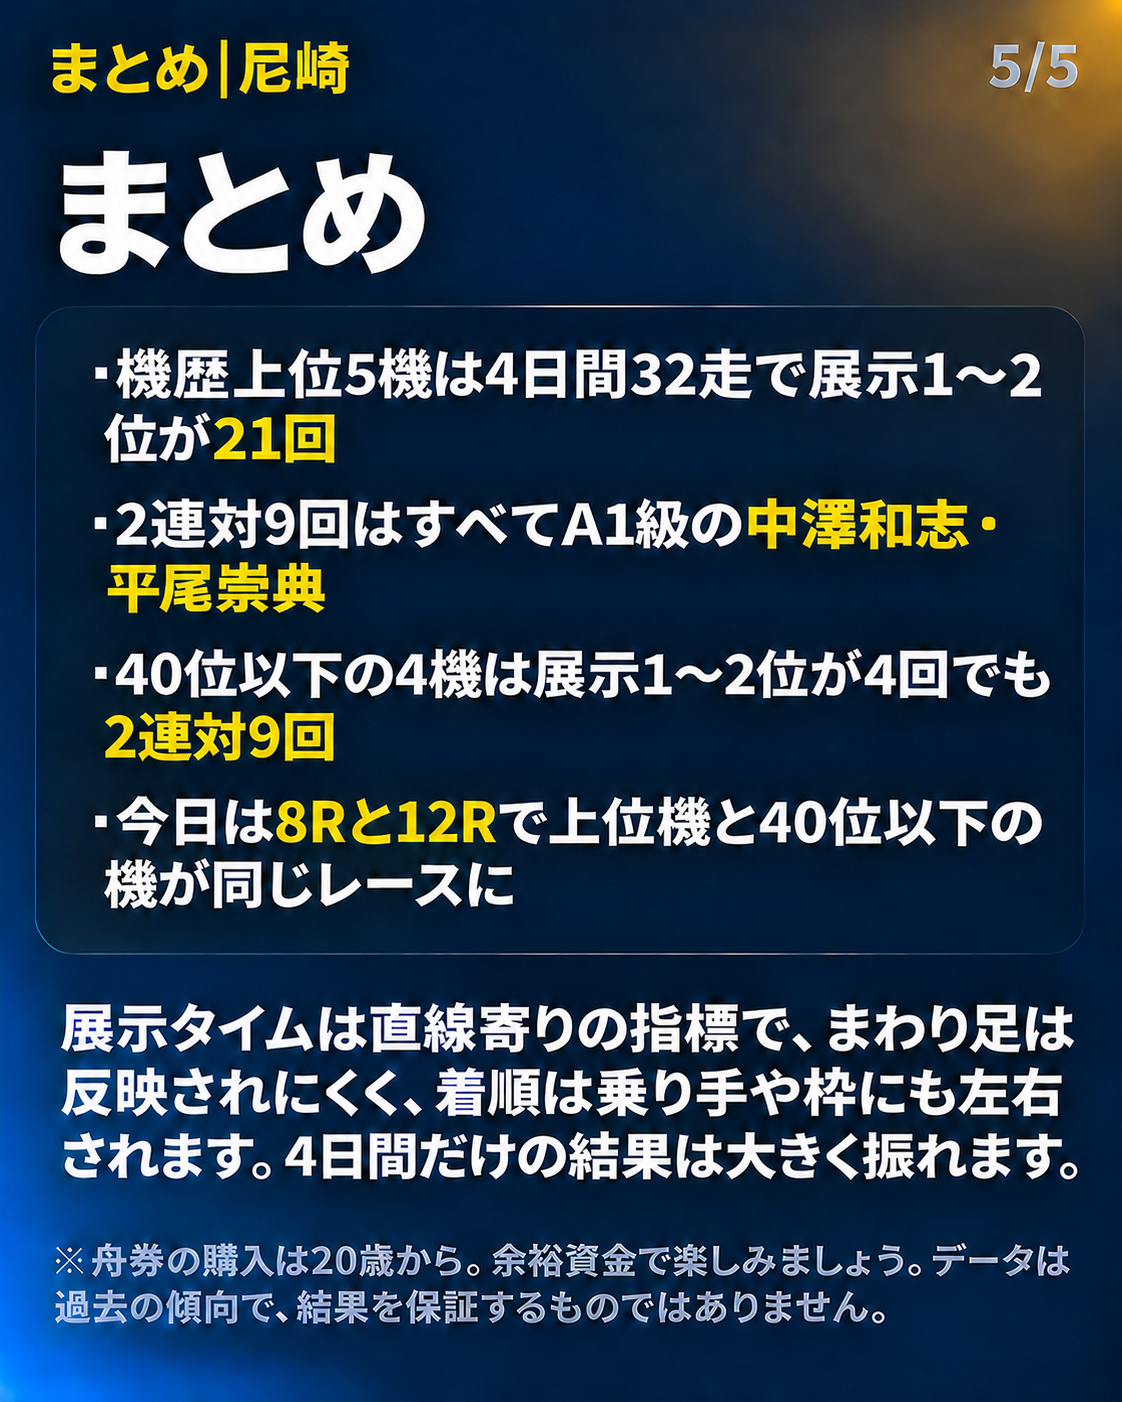 まとめ|尼崎
5/5
まとめ
・機歴上位5機は4日間32走で展示1〜2
位が21回
・2連対9回はすべてA1級の中澤和志・
平尾崇典
・40位以下の4機は展示1〜2位が4回でも
2連対9回
・今日は8Rと12Rで上位機と40位以下の
機が同じレースに
展示タイムは直線寄りの指標で、まわり足は
反映されにくく、着順は乗り手や枠にも左右
されます。4日間だけの結果は大きく振れます。
※舟券の購入は20歳から。余裕資金で楽しみましょう。データは
過去の傾向で、結果を保証するものではありません。